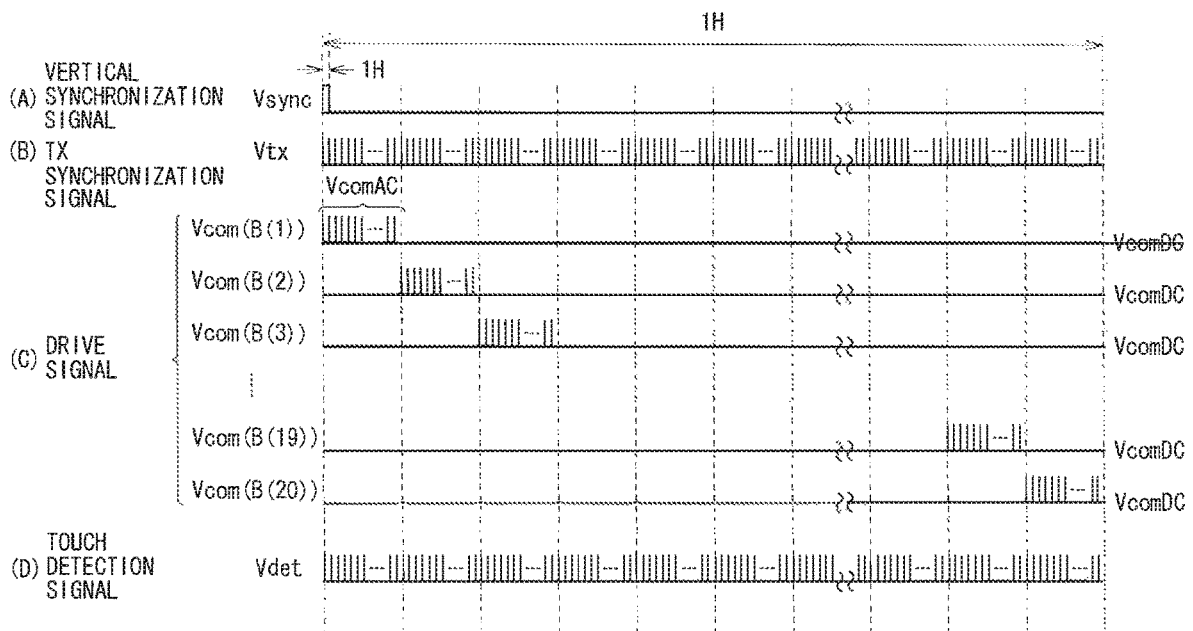 1H
1H
(A) VERTICAL SYNCHRONIZATION SIGNAL Vsync
(B) TX SYNCHRONIZATION SIGNAL Vtx
VcomAC
(C) DRIVE SIGNAL
Vcom(B(1)) VcomDC
Vcom(B(2)) VcomDC
Vcom(B(3)) VcomDC
Vcom(B(19)) VcomDC
Vcom(B(20)) VcomDC
(D) TOUCH DETECTION SIGNAL Vdet